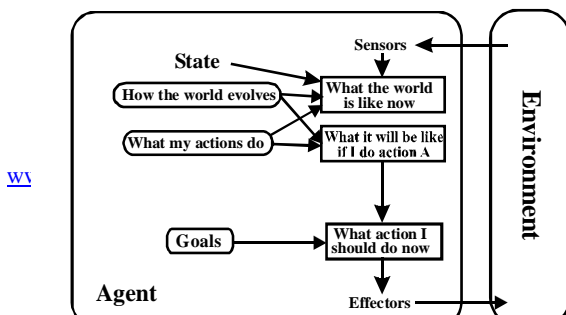 Sensors
State
What the world
is like now
How the world evolves
What my actions do
What it will be like
if I do action A
Goals
What action I
should do now
Agent
Effectors
Environment